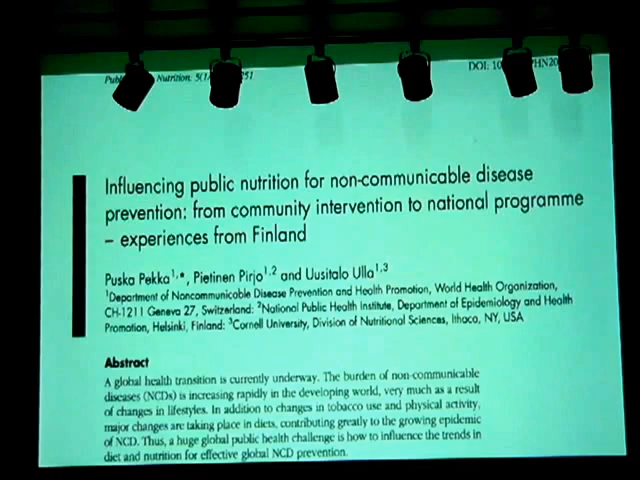 Nutrition: 5(1 251 DOI: 10 HN20
Influencing public nutrition for non-communicable disease
prevention: from community intervention to national programme
– experiences from Finland
Puska Pekka1,*, Pietinen Pirjo1,2 and Uusitalo Ulla1,3
1Department of Noncommunicable Disease Prevention and Health Promotion, World Health Organization,
CH-1211 Geneva 27, Switzerland: 2National Public Health Institute, Department of Epidemiology and Health
Promotion, Helsinki, Finland: 3Cornell University, Division of Nutritional Sciences, Ithaca, NY, USA
Abstract
A global health transition is currently underway. The burden of non-communicable
diseases (NCDs) is increasing rapidly in the developing world, very much as a result
of changes in lifestyles. In addition to changes in tobacco use and physical activity,
major changes are taking place in diets, contributing greatly to the growing epidemic
of NCD. Thus, a huge global public health challenge is how to influence the trends in
diet and nutrition for effective global NCD prevention.